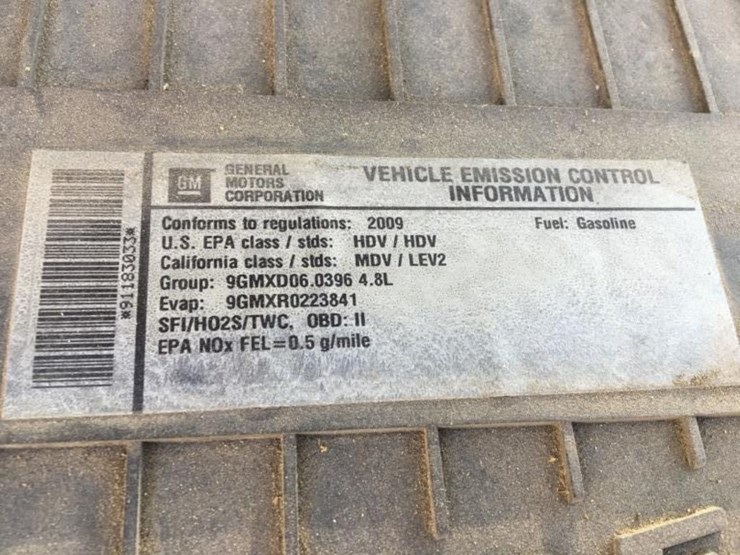 *91183033*
GM
GENERAL
MOTORS
CORPORATION
VEHICLE EMISSION CONTROL
INFORMATION
Conforms to regulations: 2009
Fuel: Gasoline
U.S. EPA class / stds: HDV / HDV
California class / stds: MDV / LEV2
Group: 9GMXD06.0396 4.8L
Evap: 9GMXR0223841
SFI/HO2S/TWC, OBD: II
EPA NOx FEL=0.5 g/mile